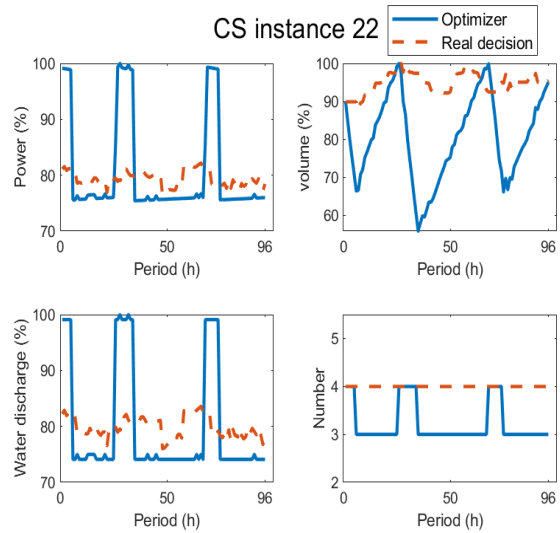 CS instance 22
Optimizer
Real decision
100
90
80
70
Power (%)
0
50
96
Period (h)
100
90
80
70
60
volume (%)
0
50
96
Period (h)
100
90
80
70
Water discharge (%)
0
50
96
Period (h)
5
4
3
2
Number
0
50
96
Period (h)